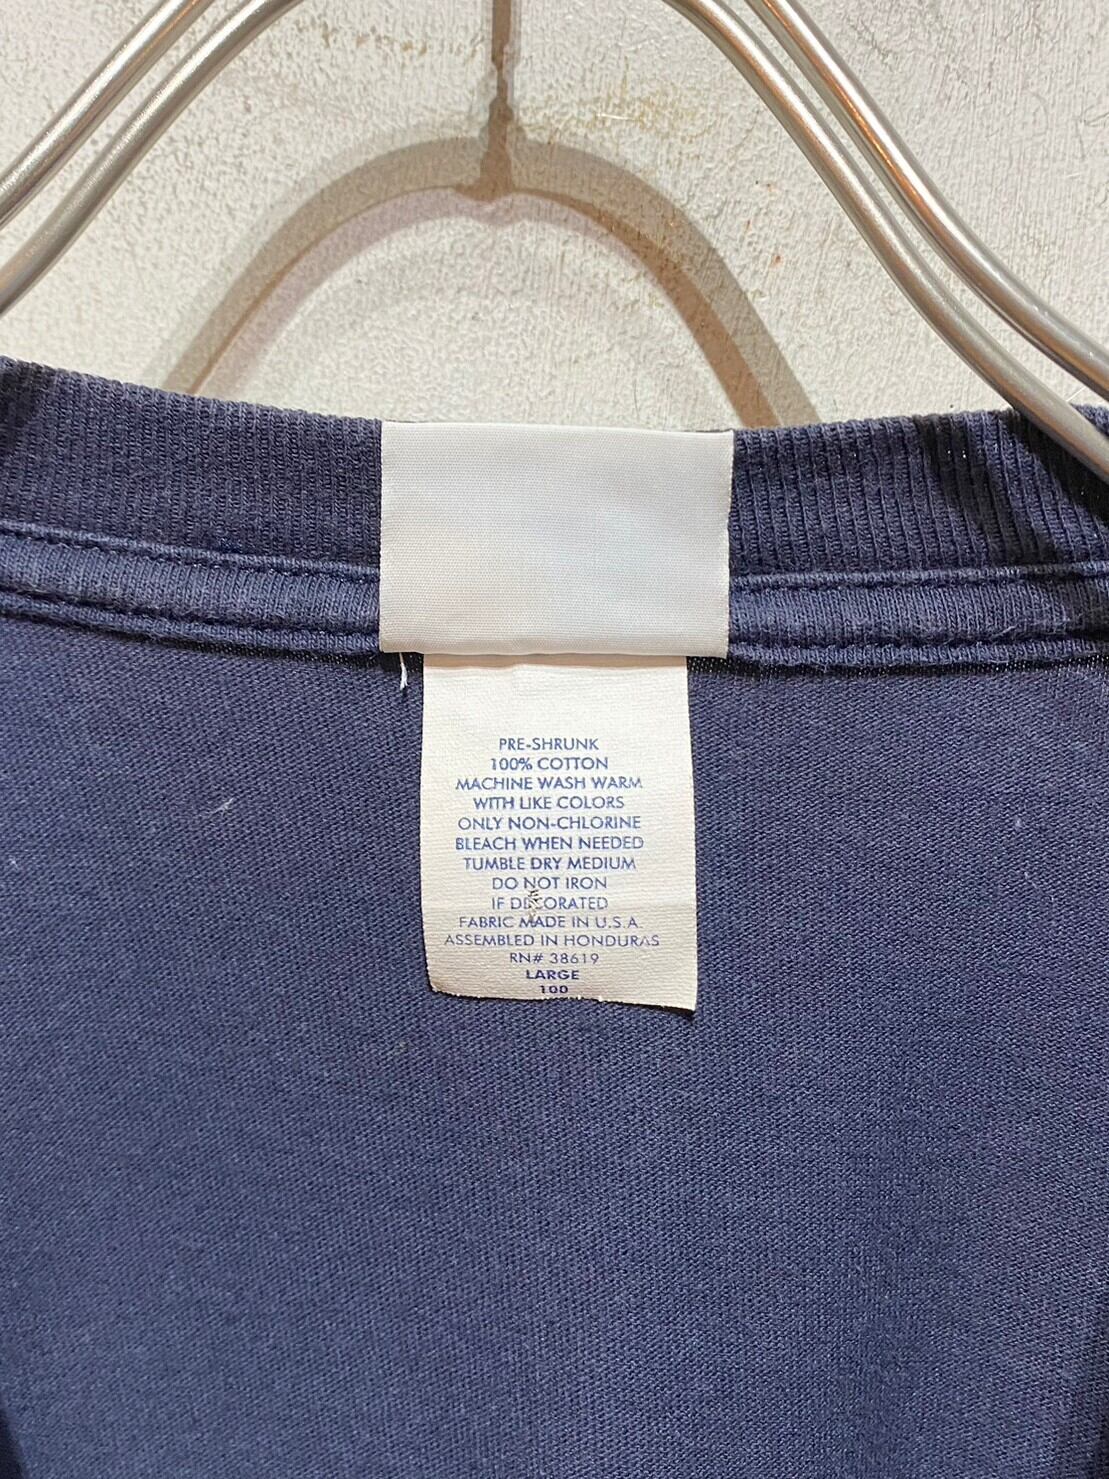 PRE-SHRUNK
100% COTTON
MACHINE WASH WARM
WITH LIKE COLORS
ONLY NON-CHLORINE
BLEACH WHEN NEEDED
TUMBLE DRY MEDIUM
DO NOT IRON
IF DECORATED
FABRIC MADE IN U.S.A.
ASSEMBLED IN HONDURAS
RN# 38619
LARGE
100